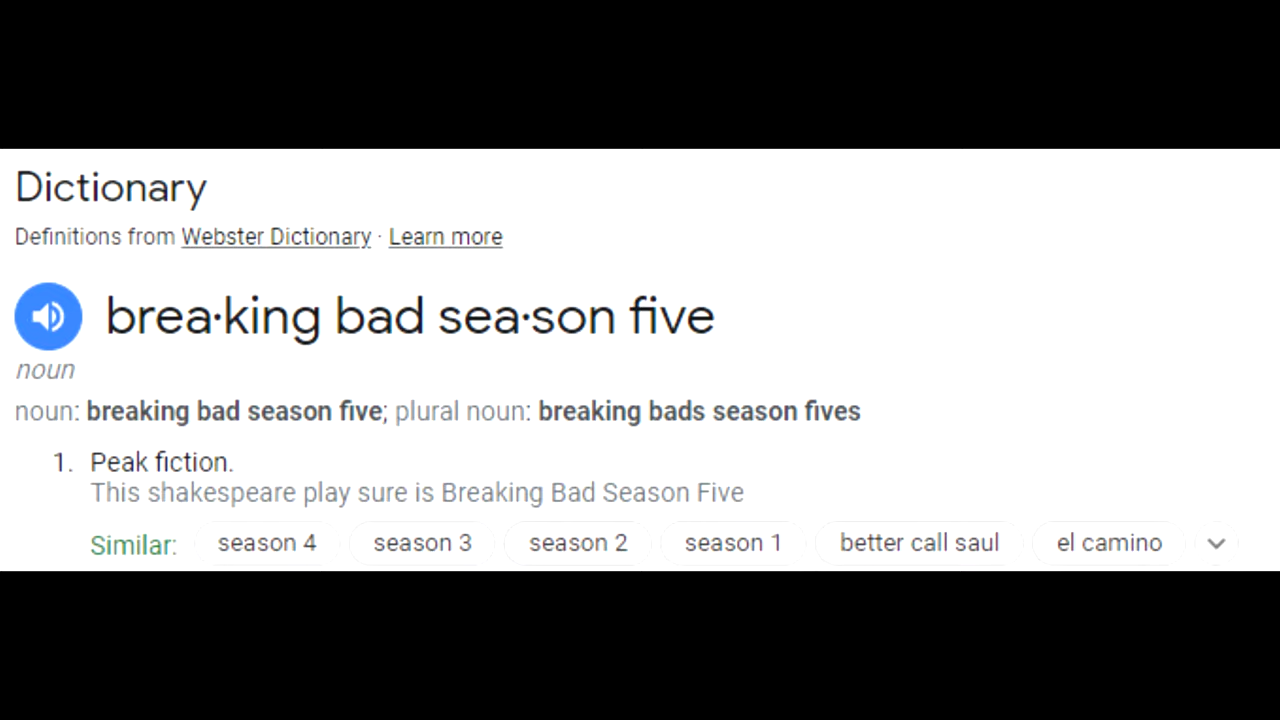 Dictionary
Definitions from Webster Dictionary · Learn more
brea·king bad sea·son five
noun
noun: breaking bad season five; plural noun: breaking bads season fives
1. Peak fiction.
This shakespeare play sure is Breaking Bad Season Five
Similar: season 4 season 3 season 2 season 1 better call saul el camino